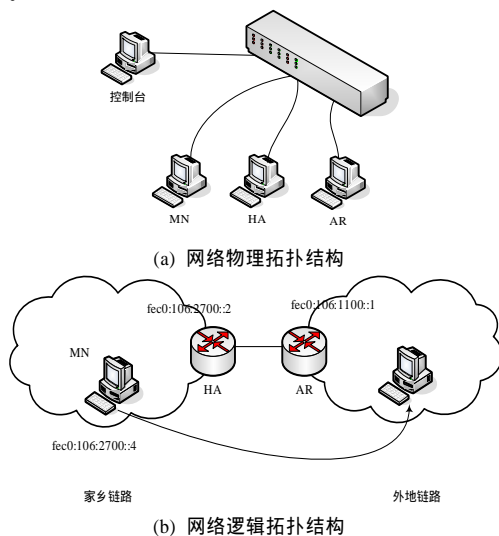 控制台
MN HA AR
(a) 网络物理拓扑结构
fec0:106:2700::2 fec0:106:1100::1
MN
HA AR
fec0:106:2700::4
家乡链路 外地链路
(b) 网络逻辑拓扑结构